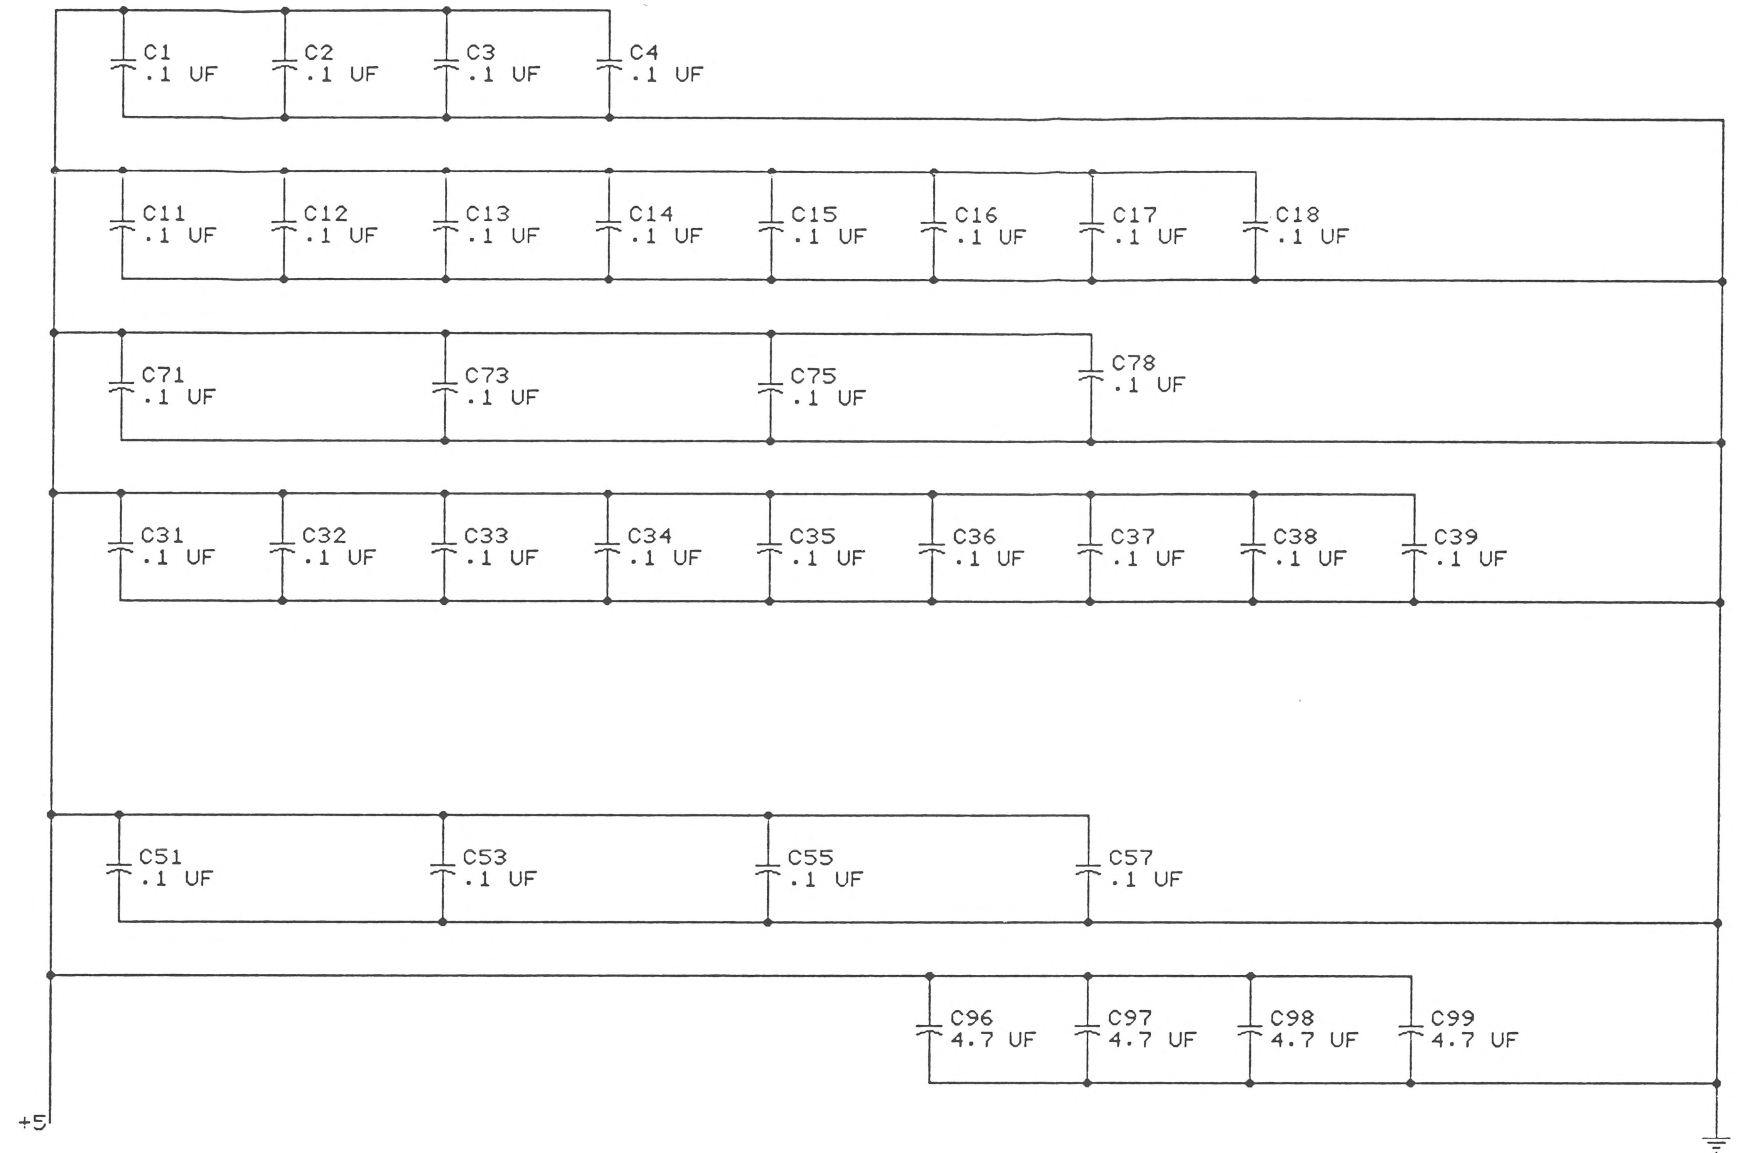 C1
.1 UF
C2
.1 UF
C3
.1 UF
C4
.1 UF
C11
.1 UF
C12
.1 UF
C13
.1 UF
C14
.1 UF
C15
.1 UF
C16
.1 UF
C17
.1 UF
C18
.1 UF
C71
.1 UF
C73
.1 UF
C75
.1 UF
C78
.1 UF
C31
.1 UF
C32
.1 UF
C33
.1 UF
C34
.1 UF
C35
.1 UF
C36
.1 UF
C37
.1 UF
C38
.1 UF
C39
.1 UF
C51
.1 UF
C53
.1 UF
C55
.1 UF
C57
.1 UF
C96
4.7 UF
C97
4.7 UF
C98
4.7 UF
C99
4.7 UF
+5